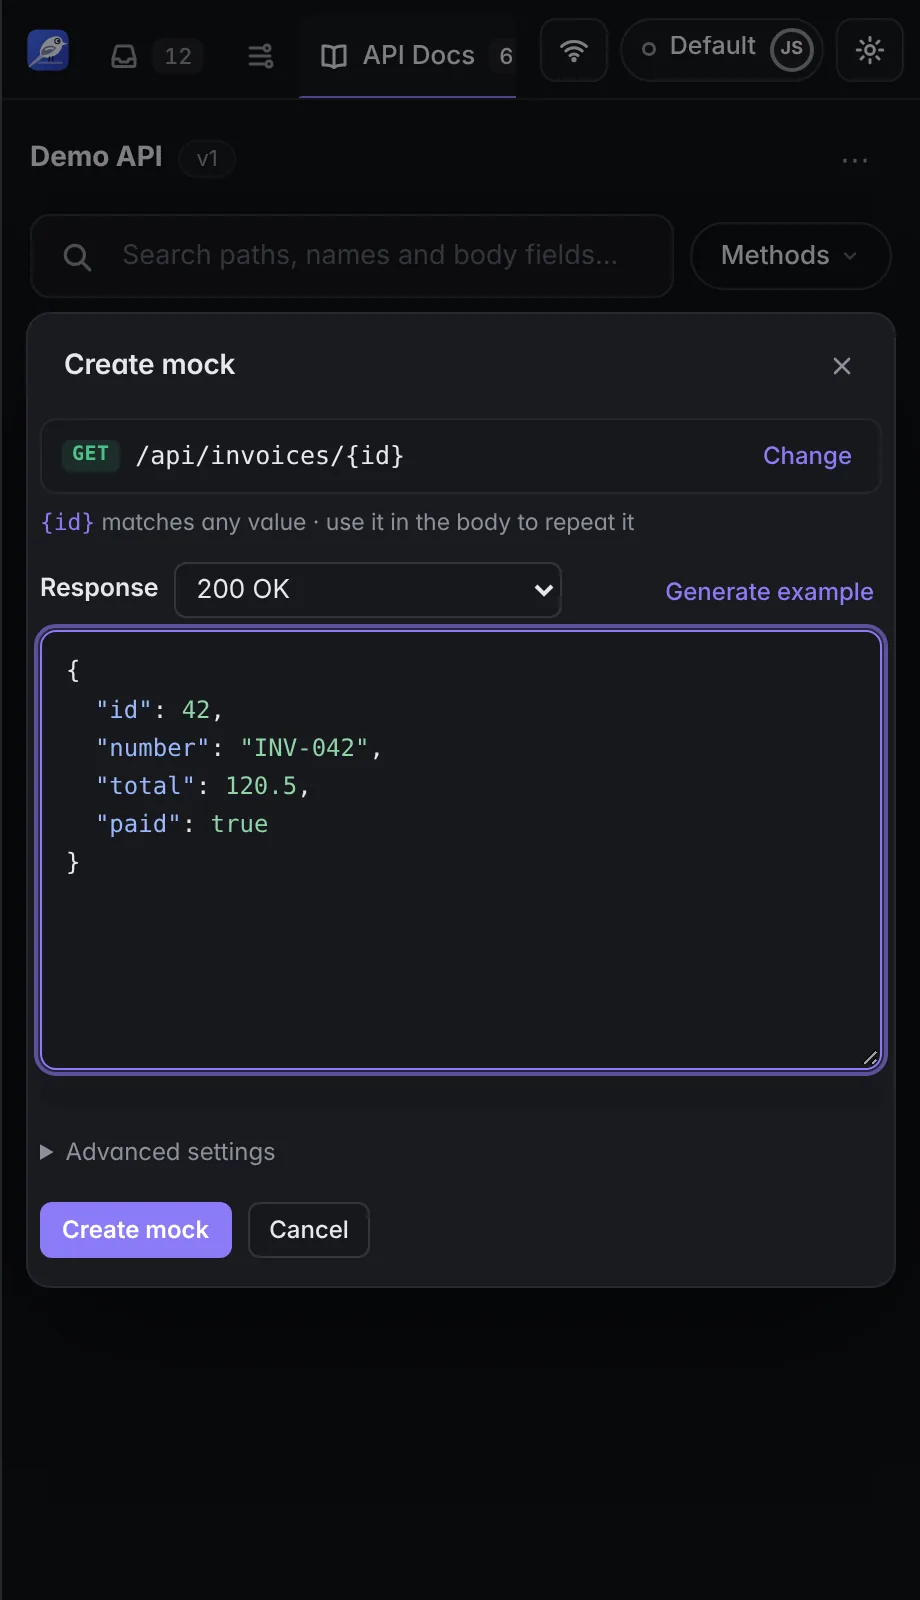 12
API Docs 6
Default JS
Demo API v1
...
Search paths, names and body fields...
Methods
Create mock
GET /api/invoices/{id} Change
{id} matches any value · use it in the body to repeat it
Response 200 OK Generate example
{
  "id": 42,
  "number": "INV-042",
  "total": 120.5,
  "paid": true
}
Advanced settings
Create mock Cancel